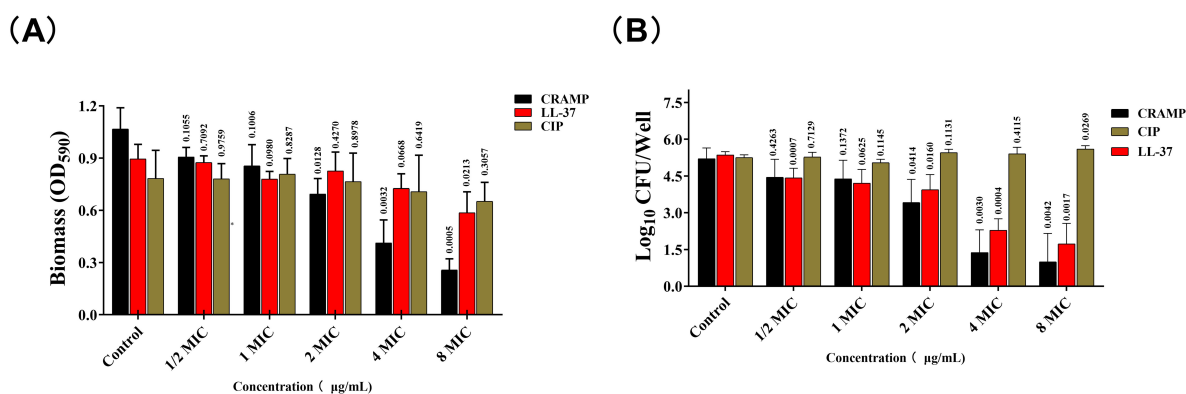 (A)
Biomass (OD590)
1.2
0.9
0.6
0.3
0.0
0.1055
0.7092
0.9759
0.1006
0.0980
0.8287
0.0128
0.4270
0.8978
0.0032
0.0668
0.6419
0.0005
0.0213
0.3057
CRAMP
LL-37
CIP
Control
1/2 MIC
1 MIC
2 MIC
4 MIC
8 MIC
Concentration ( μg/mL)
(B)
Log10 CFU/Well
7.5
6.0
4.5
3.0
1.5
0.0
0.4263
0.0007
0.7129
0.1372
0.0625
0.1145
0.0414
0.0160
0.1131
0.0030
0.0004
0.4115
0.0042
0.0017
0.0269
CRAMP
CIP
LL-37
Control
1/2 MIC
1 MIC
2 MIC
4 MIC
8 MIC
Concentration ( μg/mL)